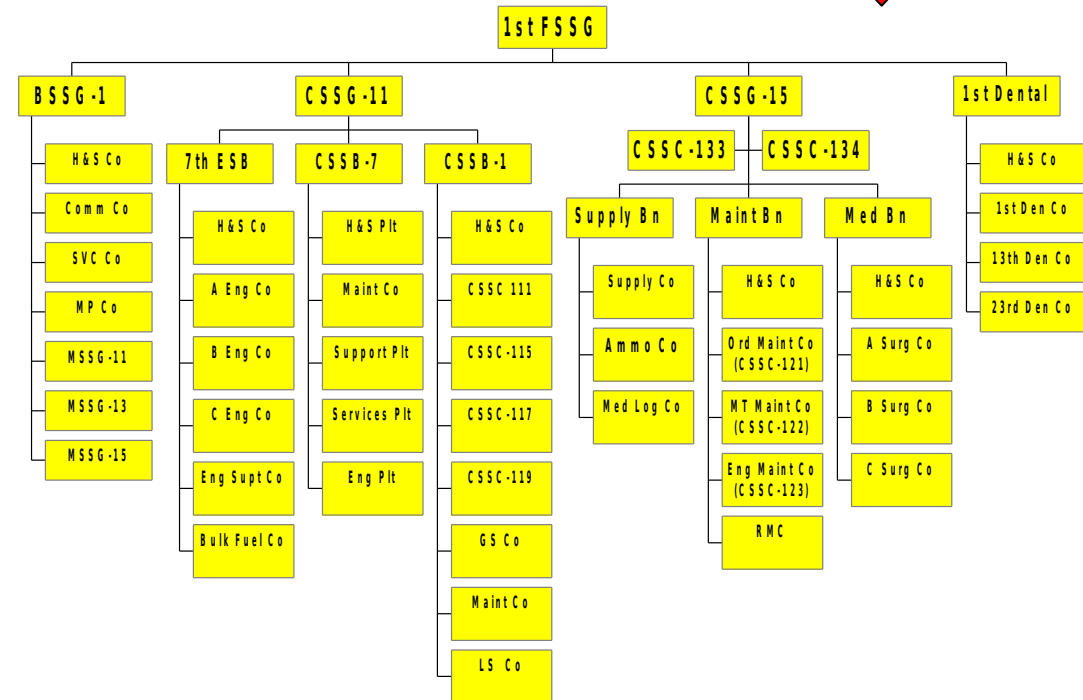 1st FSSG
BSSG-1
CSSG-11
CSSG-15
1st Dental
CSSC-133
CSSC-134
H&S Co
Comm Co
SVC Co
MP Co
MSSG-11
MSSG-13
MSSG-15
7th ESB
H&S Co
A Eng Co
B Eng Co
C Eng Co
Eng Supt Co
Bulk Fuel Co
CSSB-7
H&S Plt
Maint Co
Support Plt
Services Plt
Eng Plt
CSSB-1
H&S Co
CSSC 111
CSSC-115
CSSC-117
CSSC-119
GS Co
Maint Co
LS Co
Supply Bn
Supply Co
Ammo Co
Med Log Co
Maint Bn
H&S Co
Ord Maint Co
(CSSC-121)
MT Maint Co
(CSSC-122)
Eng Maint Co
(CSSC-123)
RMC
Med Bn
H&S Co
A Surg Co
B Surg Co
C Surg Co
H&S Co
1st Den Co
13th Den Co
23rd Den Co